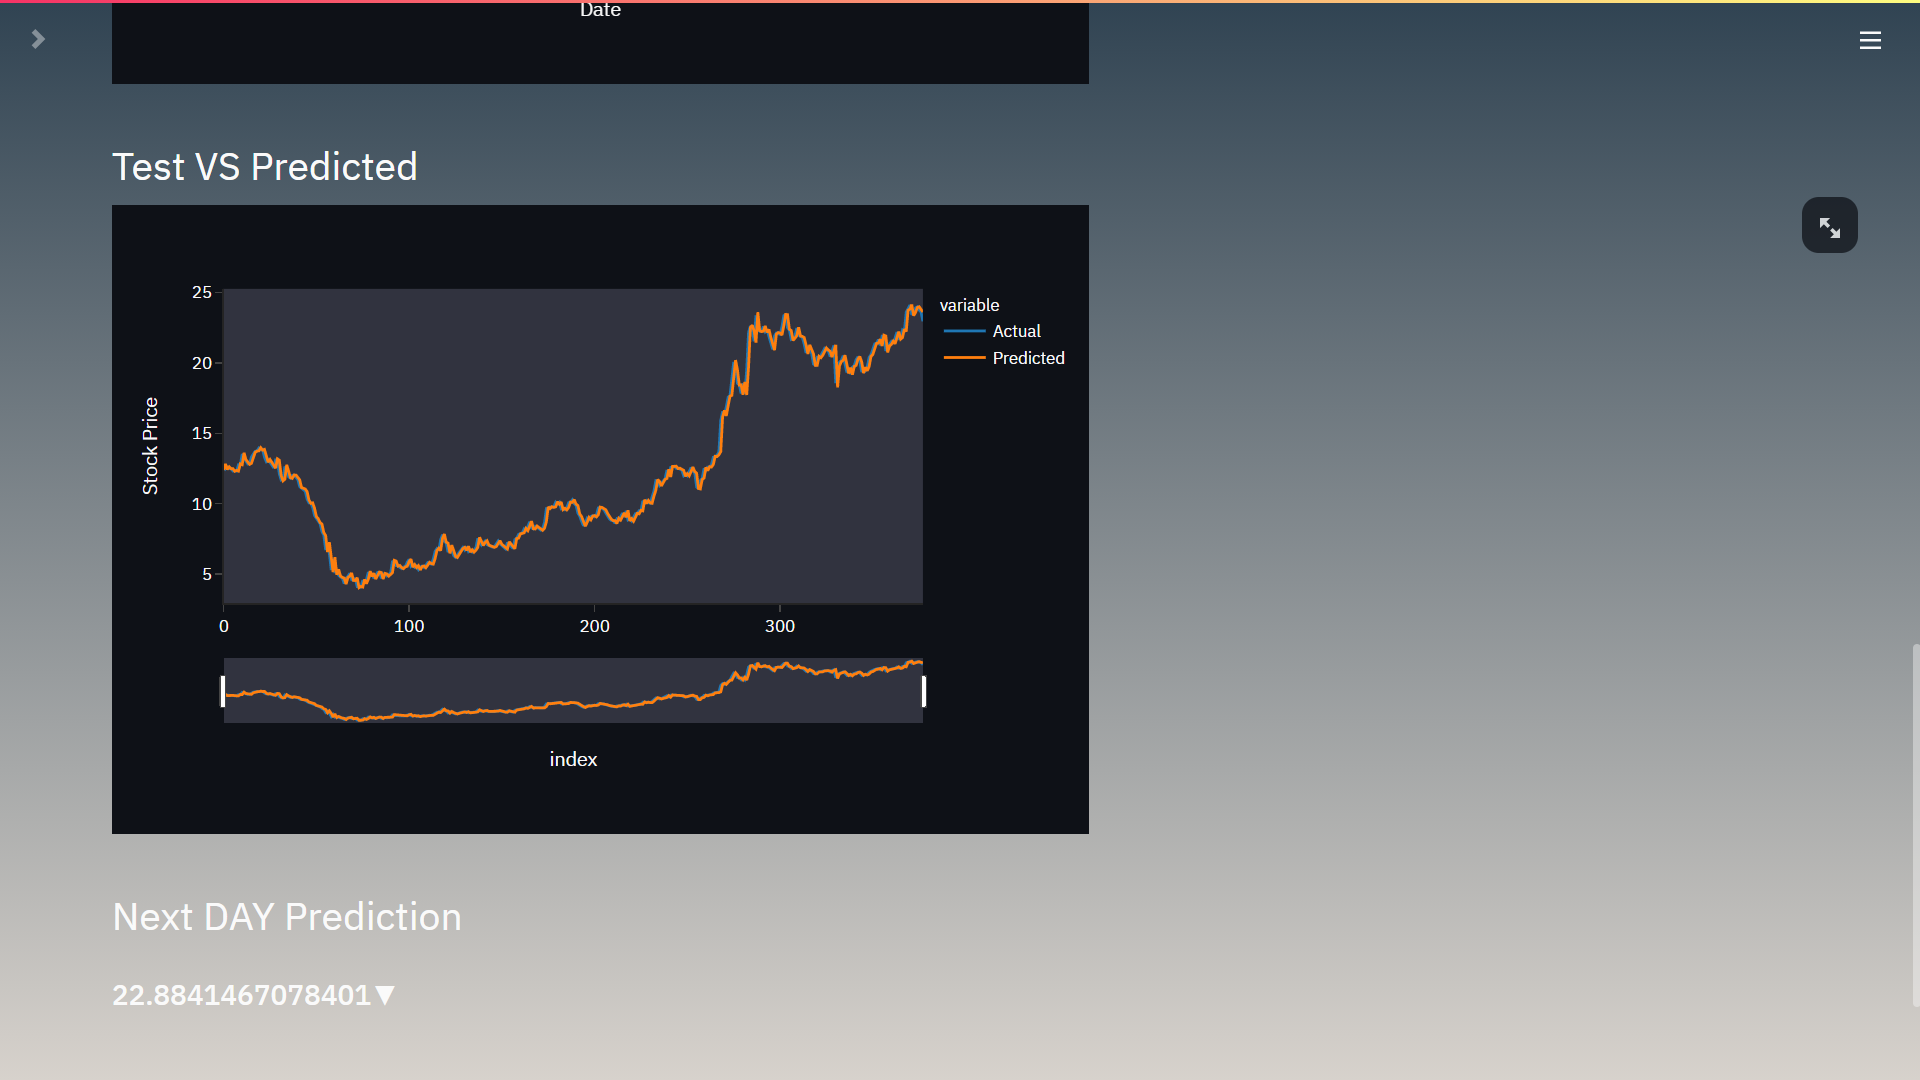 Date
Test VS Predicted
25
20
15
10
5
Stock Price
0 100 200 300
variable
Actual
Predicted
index
Next DAY Prediction
22.8841467078401▼